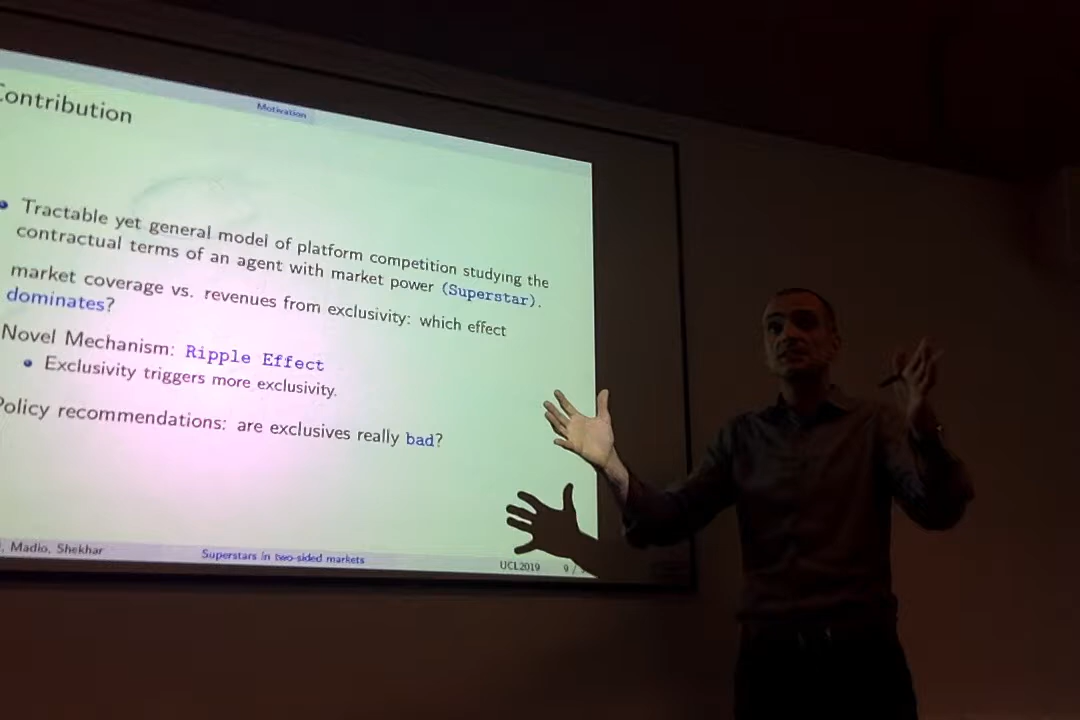 Motivation
Contribution
Tractable yet general model of platform competition studying the
contractual terms of an agent with market power (Superstar).
market coverage vs. revenues from exclusivity: which effect
dominates?
Novel Mechanism: Ripple Effect
Exclusivity triggers more exclusivity.
Policy recommendations: are exclusives really bad?
, Madio, Shekhar
Superstars in two-sided markets
UCL2019
9 /